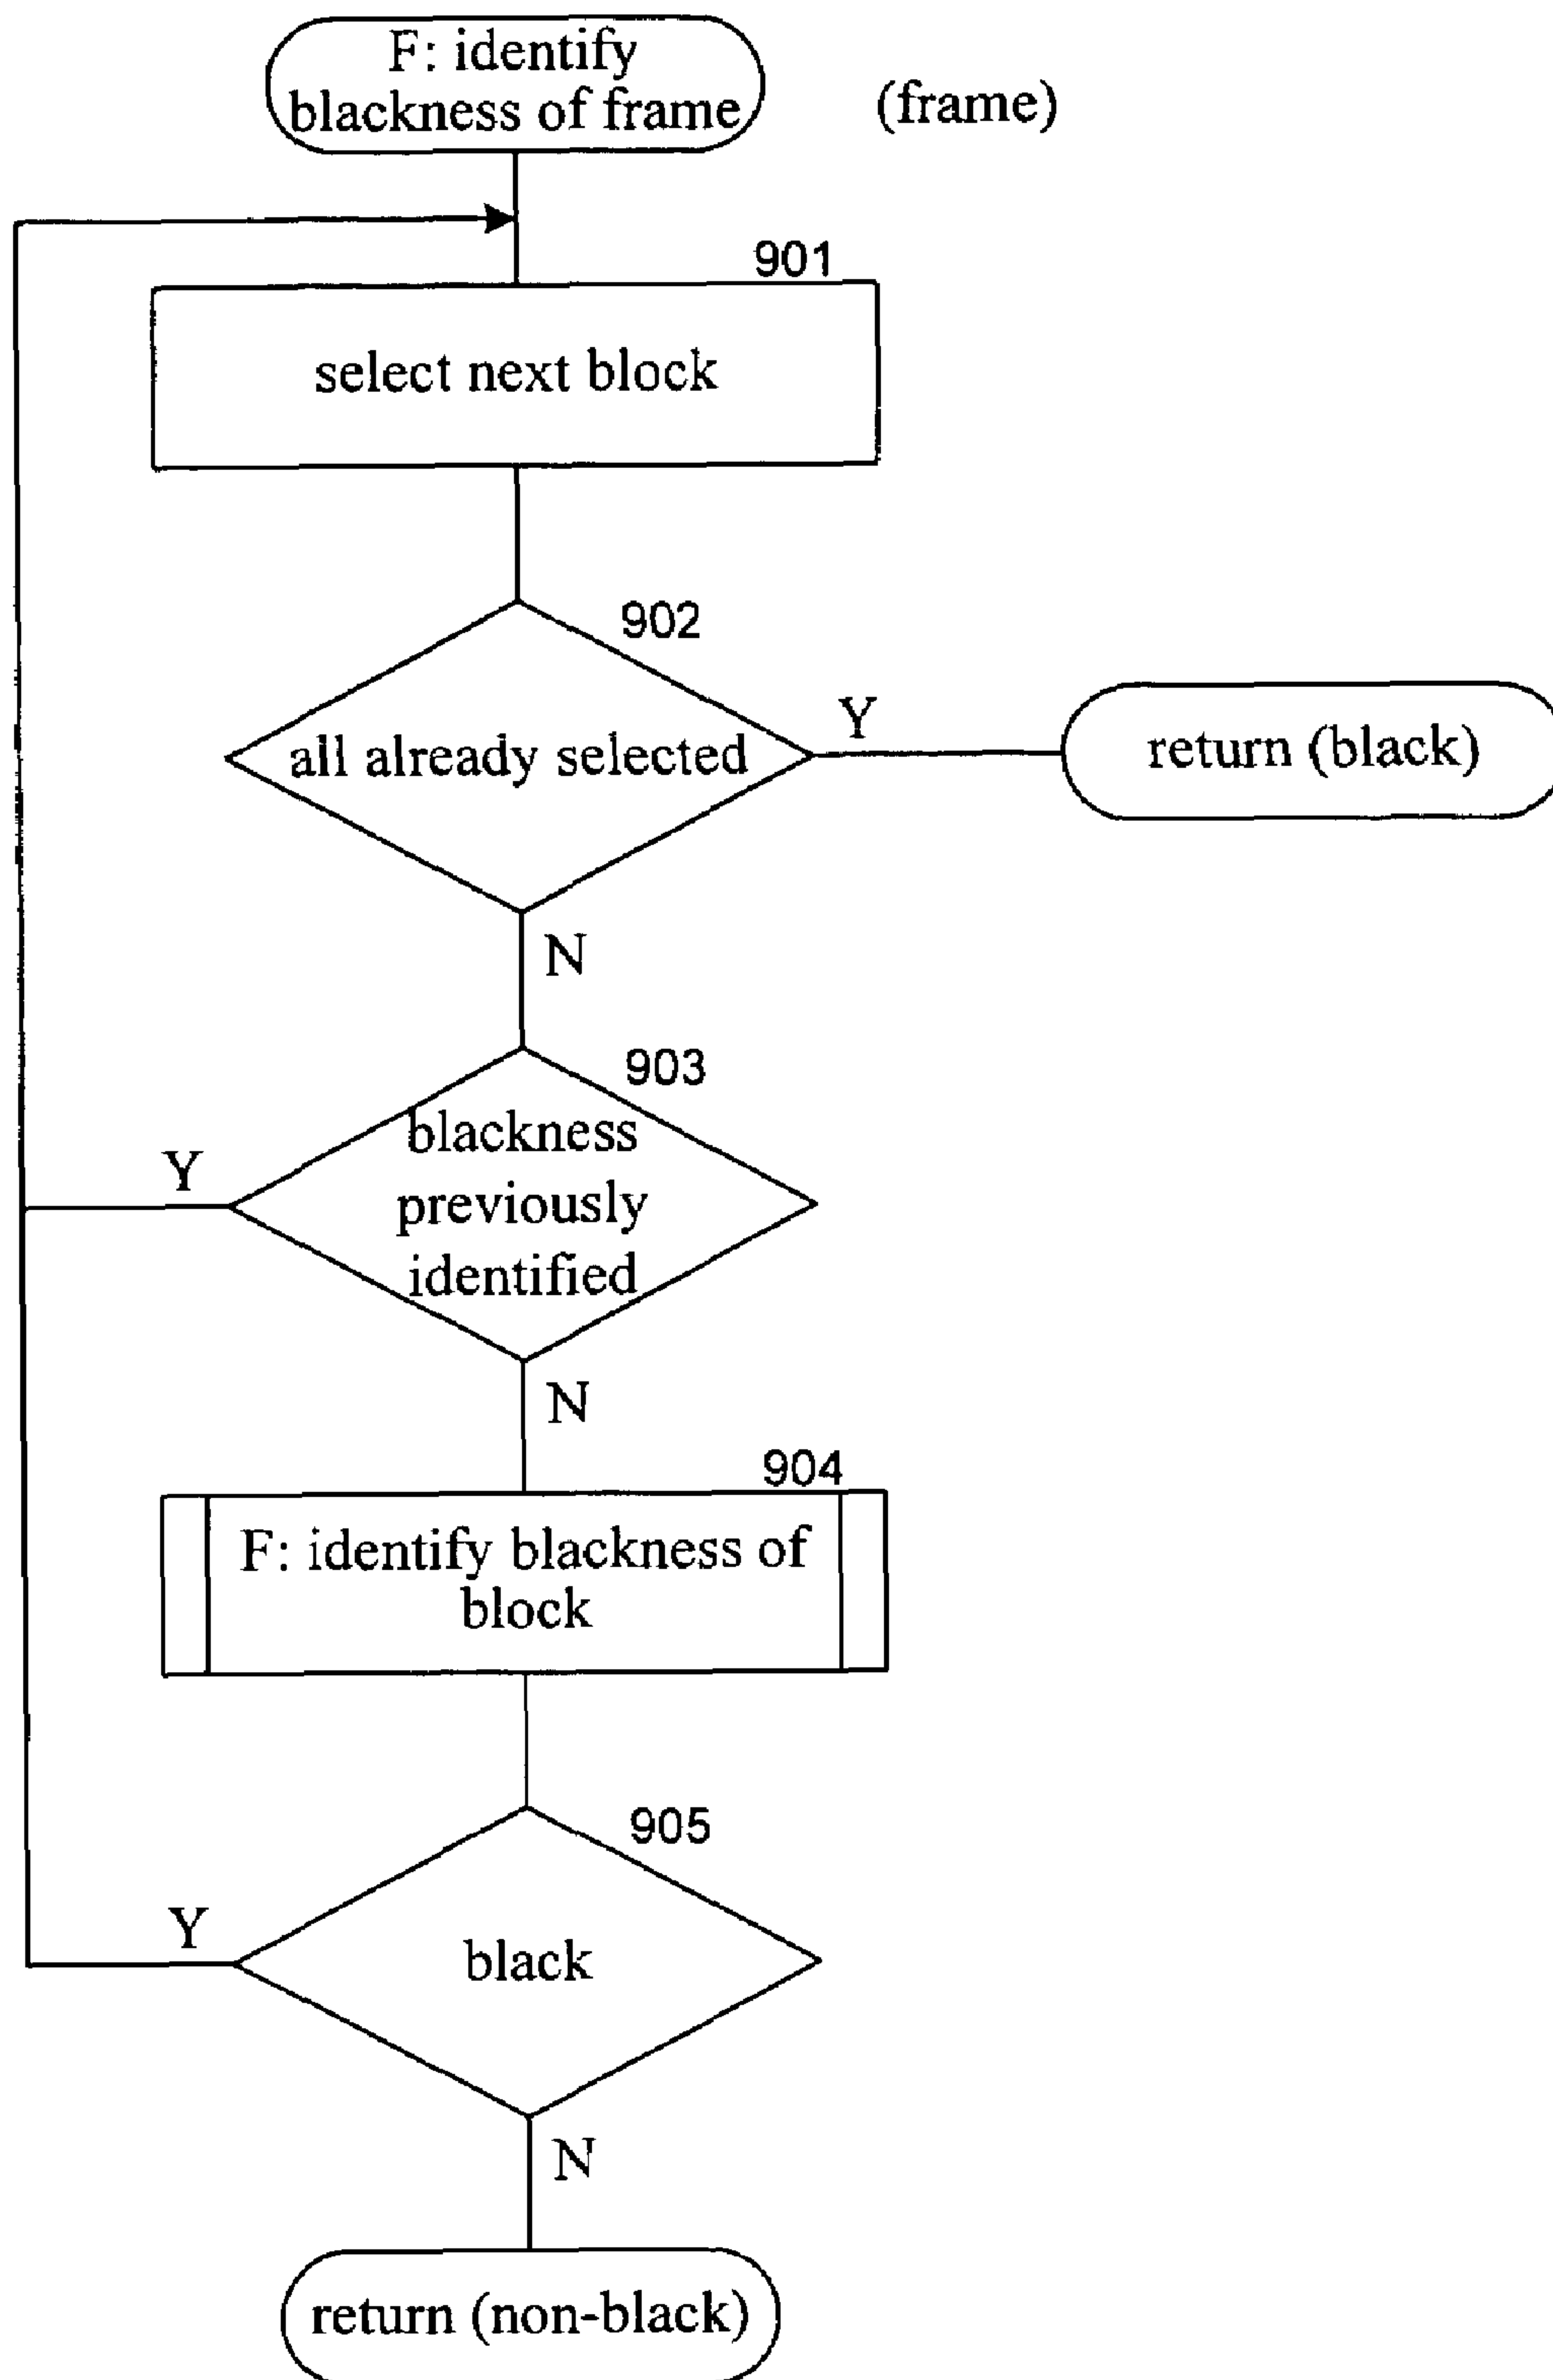 F: identify
blackness of frame
(frame)
901
select next block
902
all already selected
Y
return (black)
N
903
blackness
previously
identified
Y
N
904
F: identify blackness of
block
905
black
Y
N
return (non-black)